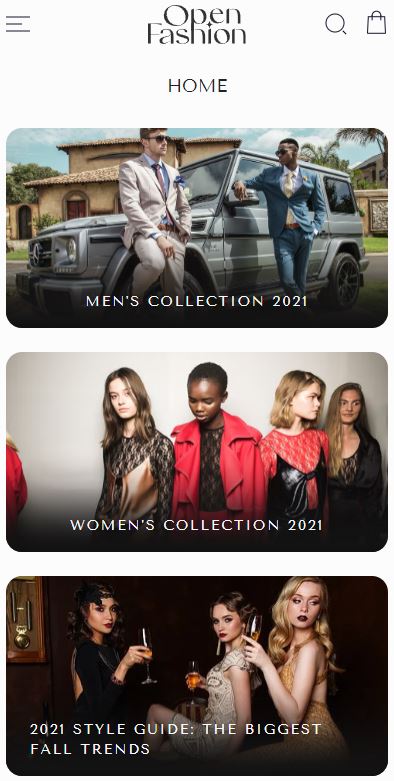 Open
Fashion
HOME
MEN'S COLLECTION 2021
WOMEN'S COLLECTION 2021
2021 STYLE GUIDE: THE BIGGEST
FALL TRENDS